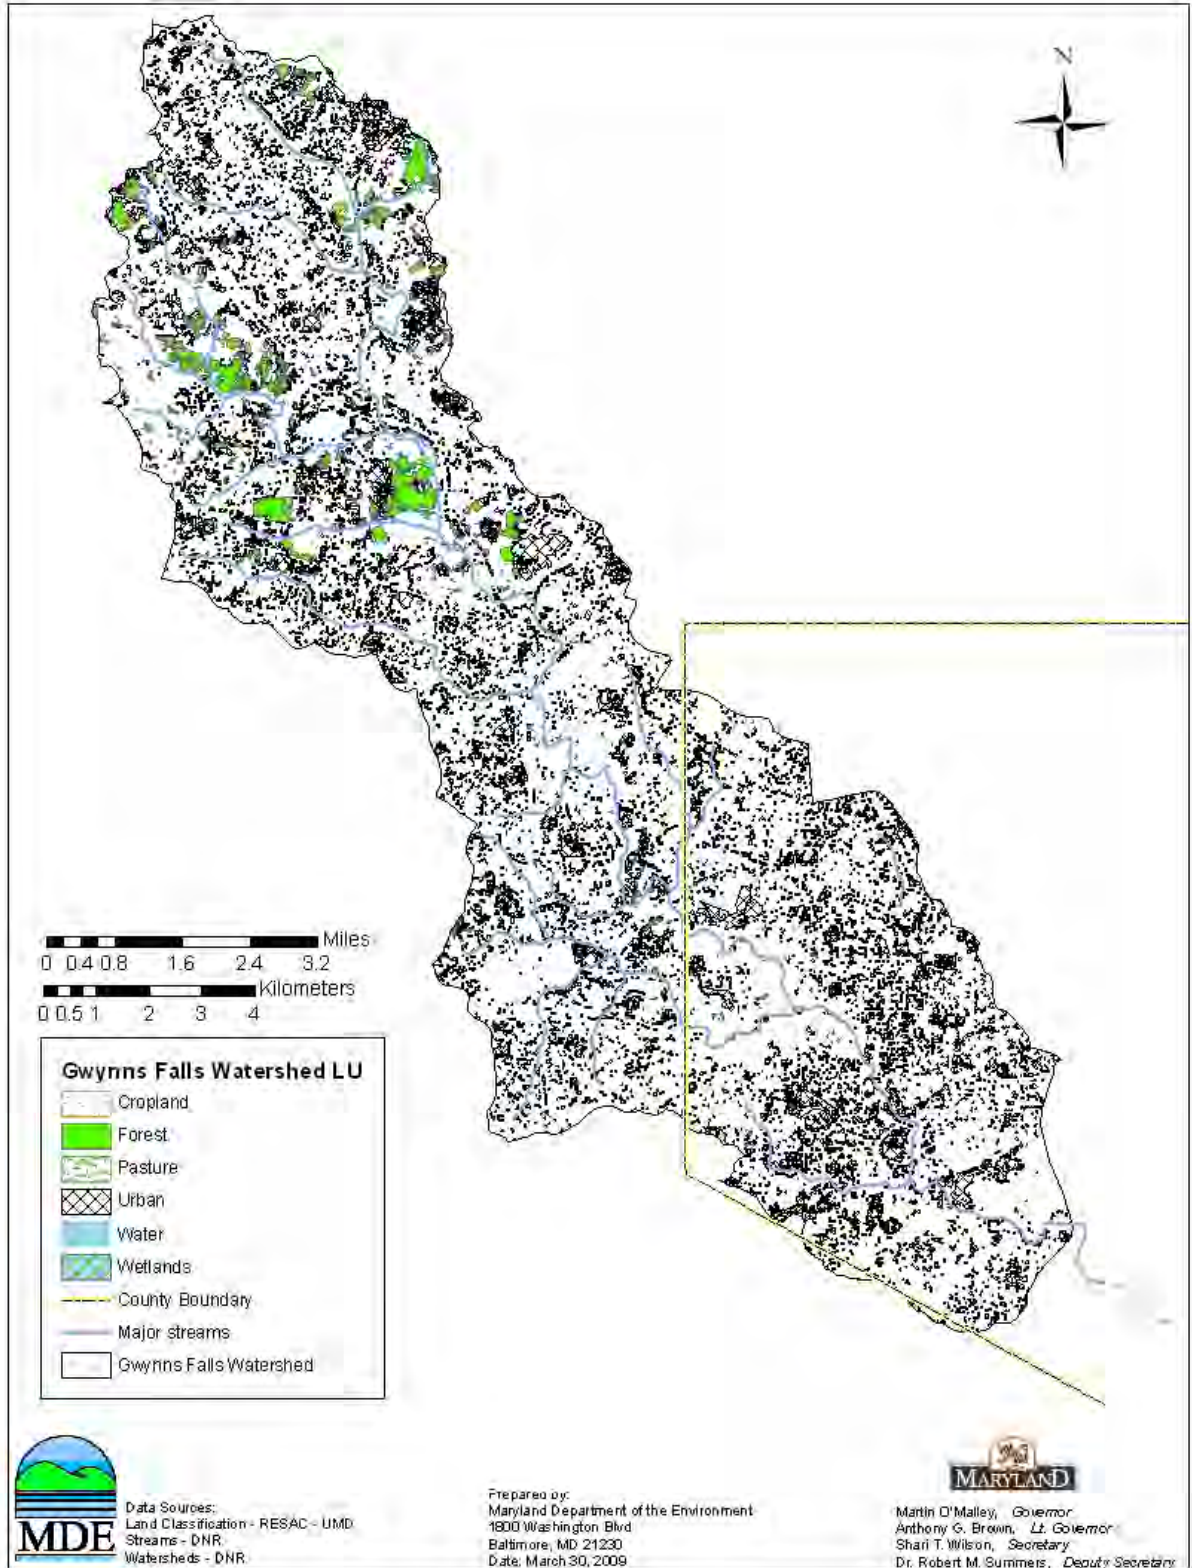 N
Miles
0 0.4 0.8 1.6 2.4 3.2
Kilometers
0 0.5 1 2 3 4
Gwynns Falls Watershed LU
Cropland
Forest
Pasture
Urban
Water
Wetlands
County Boundary
Major streams
Gwynns Falls Watershed
MDE
Data Sources:
Land Classification - RESAC - UMD
Streams - DNR
Watersheds - DNR
Prepared by:
Maryland Department of the Environment
1800 Washington Blvd
Baltimore, MD 21230
Date: March 30, 2009
MARYLAND
Martin O'Malley, Governor
Anthony G. Brown, Lt. Governor
Shari T. Wilson, Secretary
Dr. Robert M. Summers, Deputy Secretary